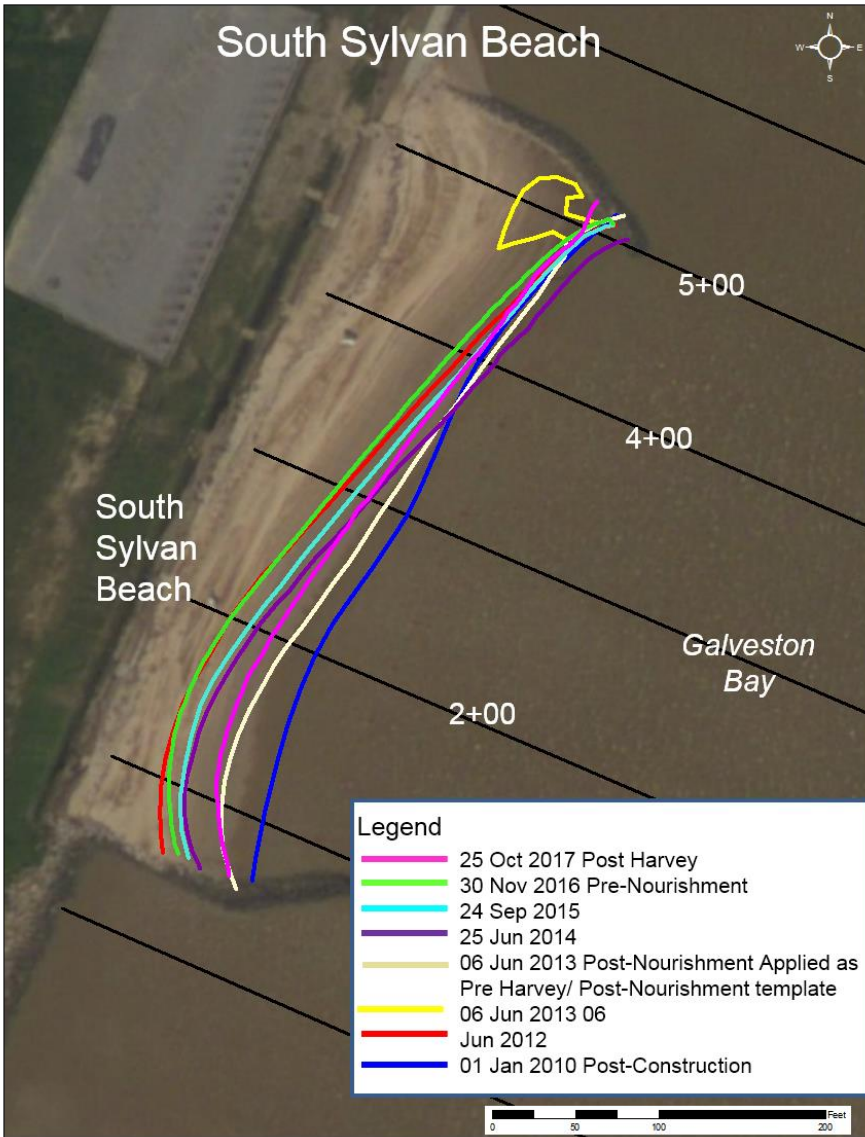 South Sylvan Beach
N
W
E
S
5+00
4+00
South
Sylvan
Beach
Galveston
Bay
2+00
Legend
25 Oct 2017 Post Harvey
30 Nov 2016 Pre-Nourishment
24 Sep 2015
25 Jun 2014
06 Jun 2013 Post-Nourishment Applied as
Pre Harvey/ Post-Nourishment template
06 Jun 2013 06
Jun 2012
01 Jan 2010 Post-Construction
Feet
0 50 100 200